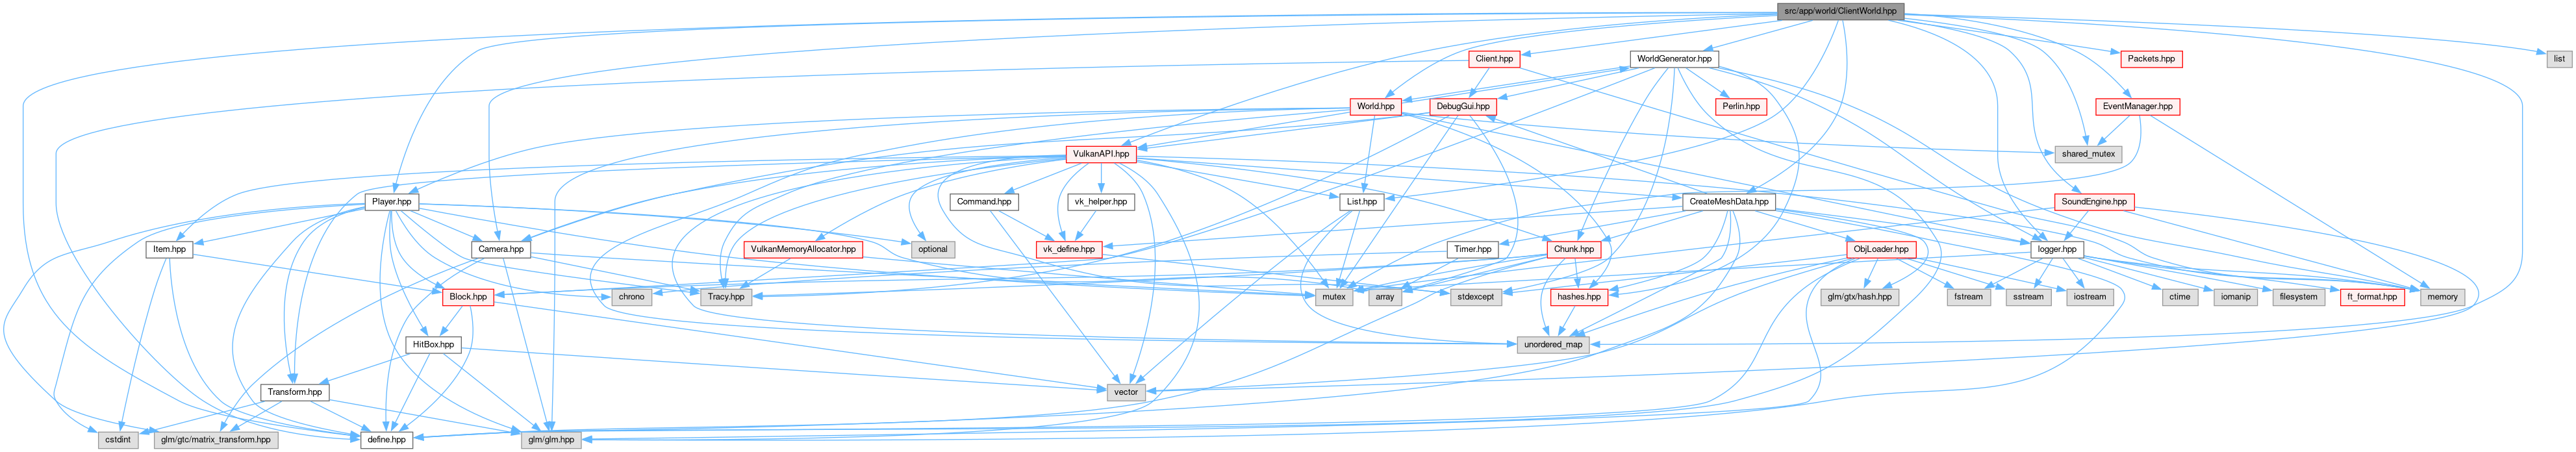 src/app/world/ClientWorld.hpp
Client.hpp
WorldGenerator.hpp
Packets.hpp
list
World.hpp
DebugGui.hpp
Perlin.hpp
EventManager.hpp
VulkanAPI.hpp
shared_mutex
Player.hpp
Command.hpp
vk_helper.hpp
List.hpp
CreateMeshData.hpp
SoundEngine.hpp
Item.hpp
Camera.hpp
VulkanMemoryAllocator.hpp
optional
vk_define.hpp
Timer.hpp
Chunk.hpp
ObjLoader.hpp
logger.hpp
Block.hpp
chrono
Tracy.hpp
mutex
array
stdexcept
hashes.hpp
glm/gtx/hash.hpp
fstream
sstream
iostream
ctime
iomanip
filesystem
ft_format.hpp
memory
HitBox.hpp
unordered_map
Transform.hpp
vector
cstdint
glm/gtc/matrix_transform.hpp
define.hpp
glm/glm.hpp